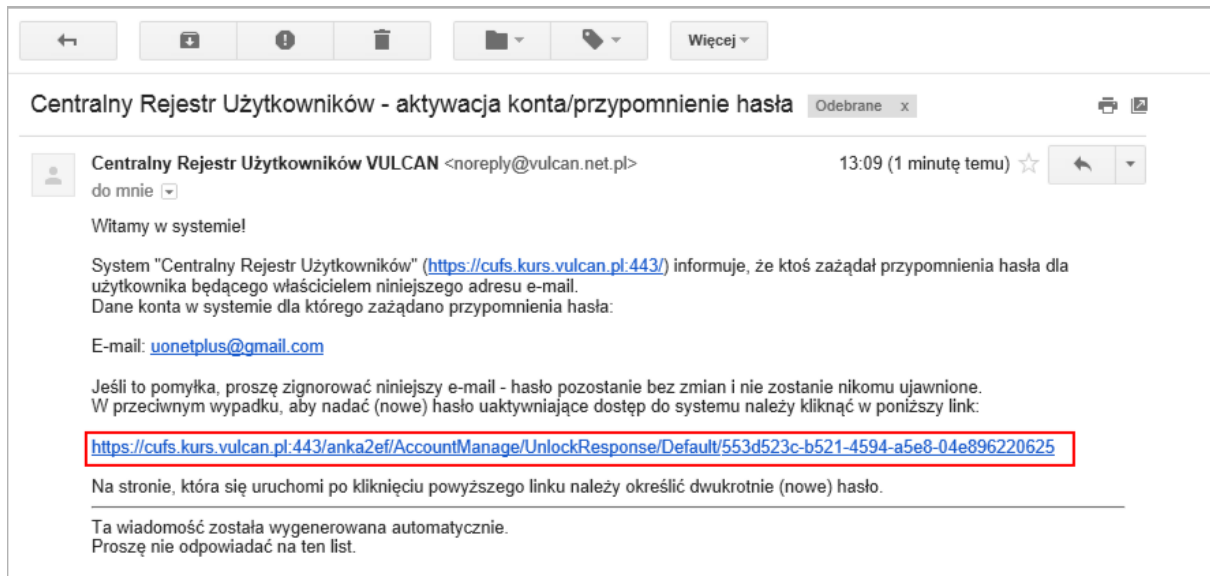 Więcej
Centralny Rejestr Użytkowników - aktywacja konta/przypomnienie hasła Odebrane x
Centralny Rejestr Użytkowników VULCAN <noreply@vulcan.net.pl> 13:09 (1 minutę temu)
do mnie
Witamy w systemie!
System "Centralny Rejestr Użytkowników" (https://cufs.kurs.vulcan.pl:443/) informuje, że ktoś zażądał przypomnienia hasła dla
użytkownika będącego właścicielem niniejszego adresu e-mail.
Dane konta w systemie dla którego zażądano przypomnienia hasła:
E-mail: uonetplus@gmail.com
Jeśli to pomyłka, proszę zignorować niniejszy e-mail - hasło pozostanie bez zmian i nie zostanie nikomu ujawnione.
W przeciwnym wypadku, aby nadać (nowe) hasło uaktywniające dostęp do systemu należy kliknąć w poniższy link:
https://cufs.kurs.vulcan.pl:443/anka2ef/AccountManage/UnlockResponse/Default/553d523c-b521-4594-a5e8-04e896220625
Na stronie, która się uruchomi po kliknięciu powyższego linku należy określić dwukrotnie (nowe) hasło.
Ta wiadomość została wygenerowana automatycznie.
Proszę nie odpowiadać na ten list.